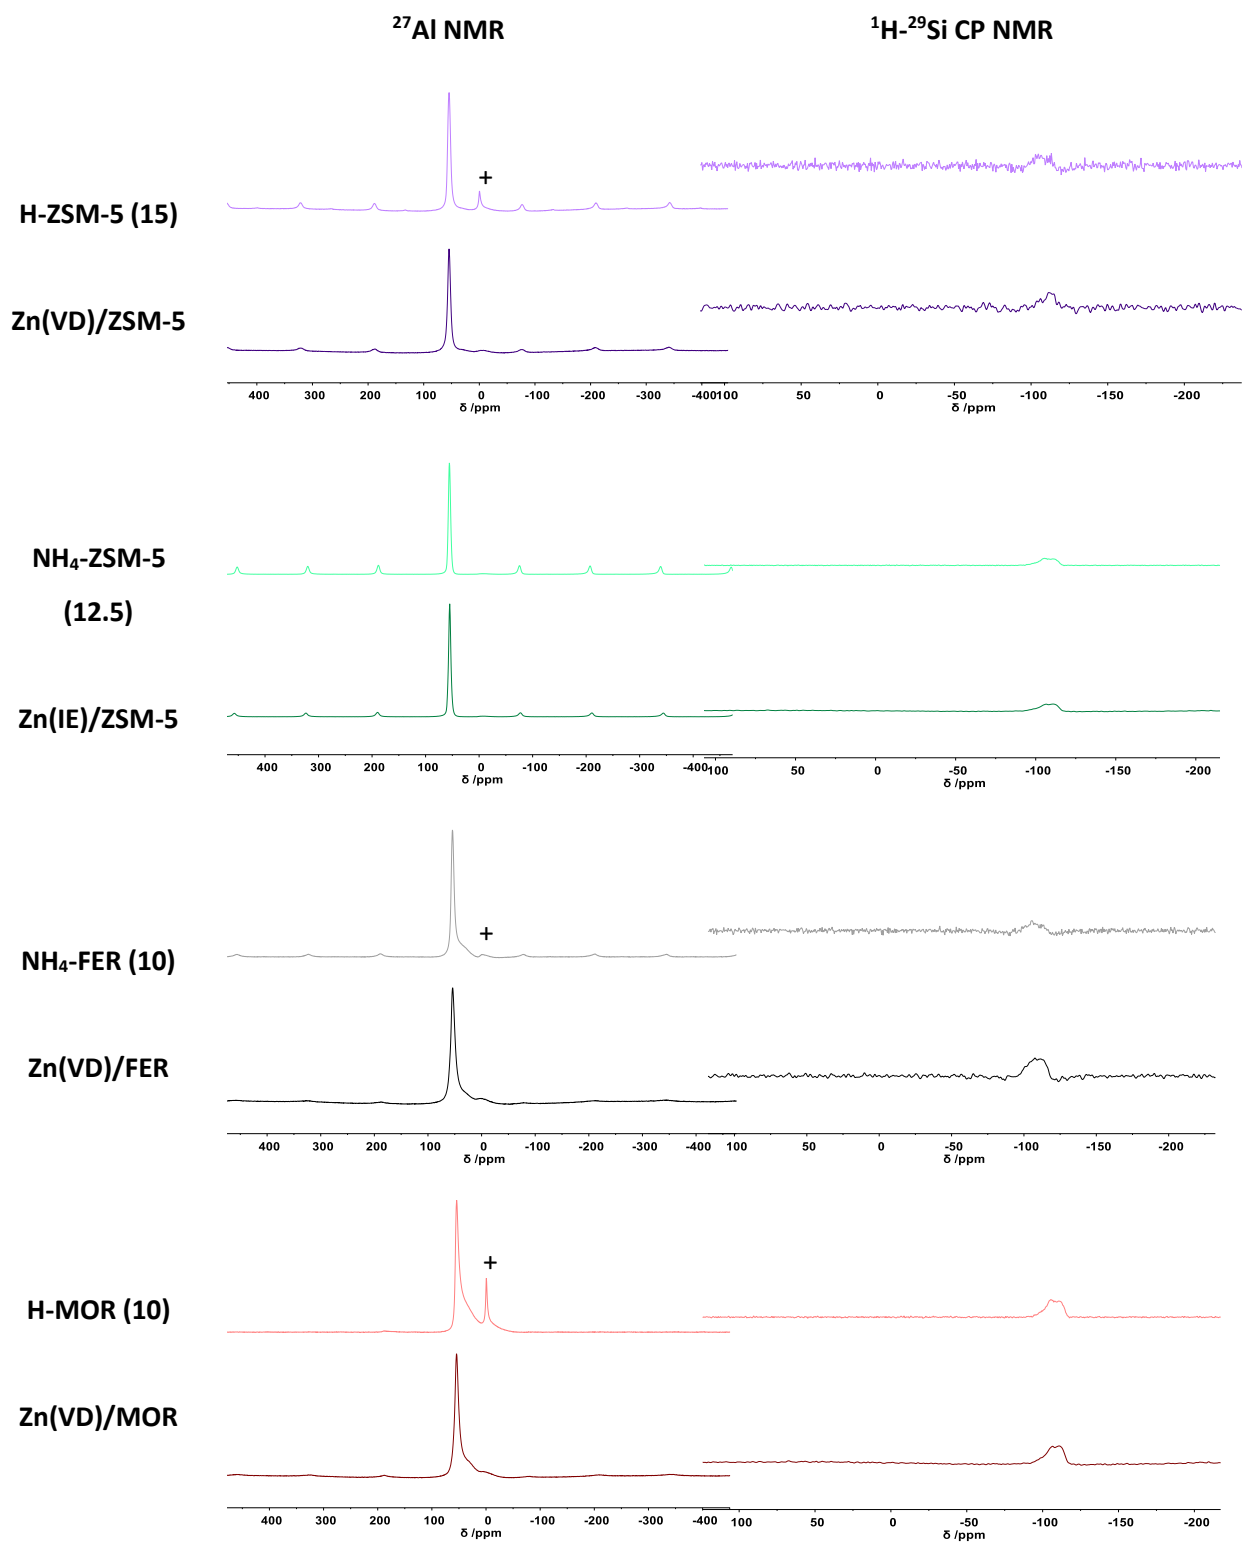 ²⁷Al NMR
¹H-²⁹Si CP NMR
+
H-ZSM-5 (15)
Zn(VD)/ZSM-5
400 300 200 100 0 -100 -200 -300 -400 100 0 -50 -100 -150 -200
δ /ppm δ /ppm
NH₄-ZSM-5
(12.5)
Zn(IE)/ZSM-5
400 300 200 100 0 -100 -200 -300 -400 100 50 0 -50 -100 -150 -200
δ /ppm δ /ppm
+
NH₄-FER (10)
Zn(VD)/FER
400 300 200 100 0 -100 -200 -300 -400 100 0 -50 -100 -150 -200
δ /ppm δ /ppm
+
H-MOR (10)
Zn(VD)/MOR
400 300 200 100 0 -100 -200 -300 -400 100 50 0 -50 -100 -150 -200
δ /ppm δ /ppm